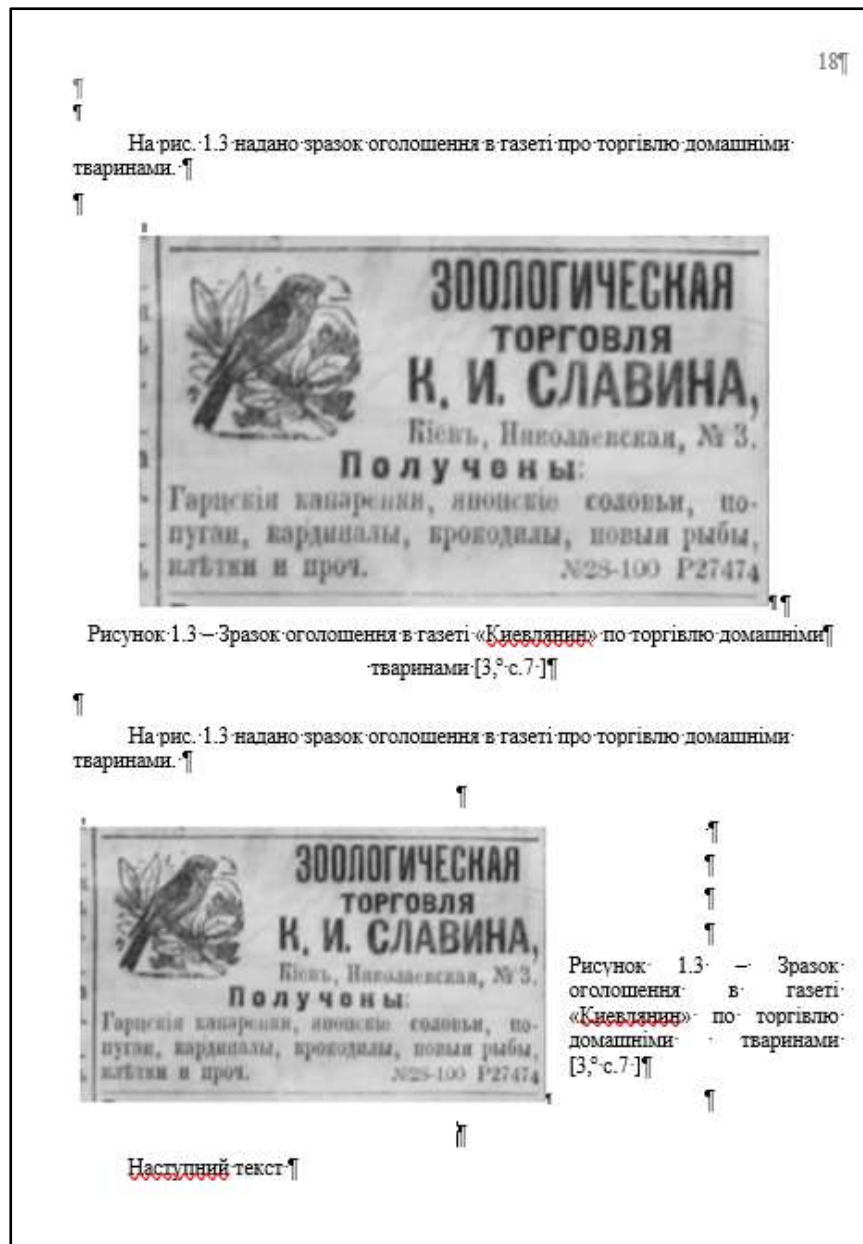 18¶
¶
¶
На рис. 1.3 надано зразок оголошення в газеті про торгівлю домашніми
тваринами. ¶
¶
ЗООЛОГИЧЕСКАЯ
ТОРГОВЛЯ
К. И. СЛАВИНА,
Кіевъ, Николаевская, № 3.
Получены:
Гарцскія канарейки, японскіе соловьи, по-
пугаи, кардиналы, крокодилы, новыя рыбы,
клѣтки и проч. №28-100 Р27474
¶¶
Рисунок 1.3 – Зразок оголошення в газеті «Киевлянин» по торгівлю домашніми¶
тваринами [3,° с.7 ]¶
¶
На рис. 1.3 надано зразок оголошення в газеті про торгівлю домашніми
тваринами. ¶
¶
ЗООЛОГИЧЕСКАЯ
ТОРГОВЛЯ
К. И. СЛАВИНА,
Кіевъ, Николаевская, № 3.
Получены:
Гарцскія канарейки, японскіе соловьи, по-
пугаи, кардиналы, крокодилы, новыя рыбы,
клѣтки и проч. №28-100 Р27474
¶
¶
¶
¶
¶
Рисунок 1.3 – Зразок
оголошення в газеті
«Киевлянин» по торгівлю
домашніми тваринами
[3,° с.7 ]¶
¶
¶
Наступний текст ¶